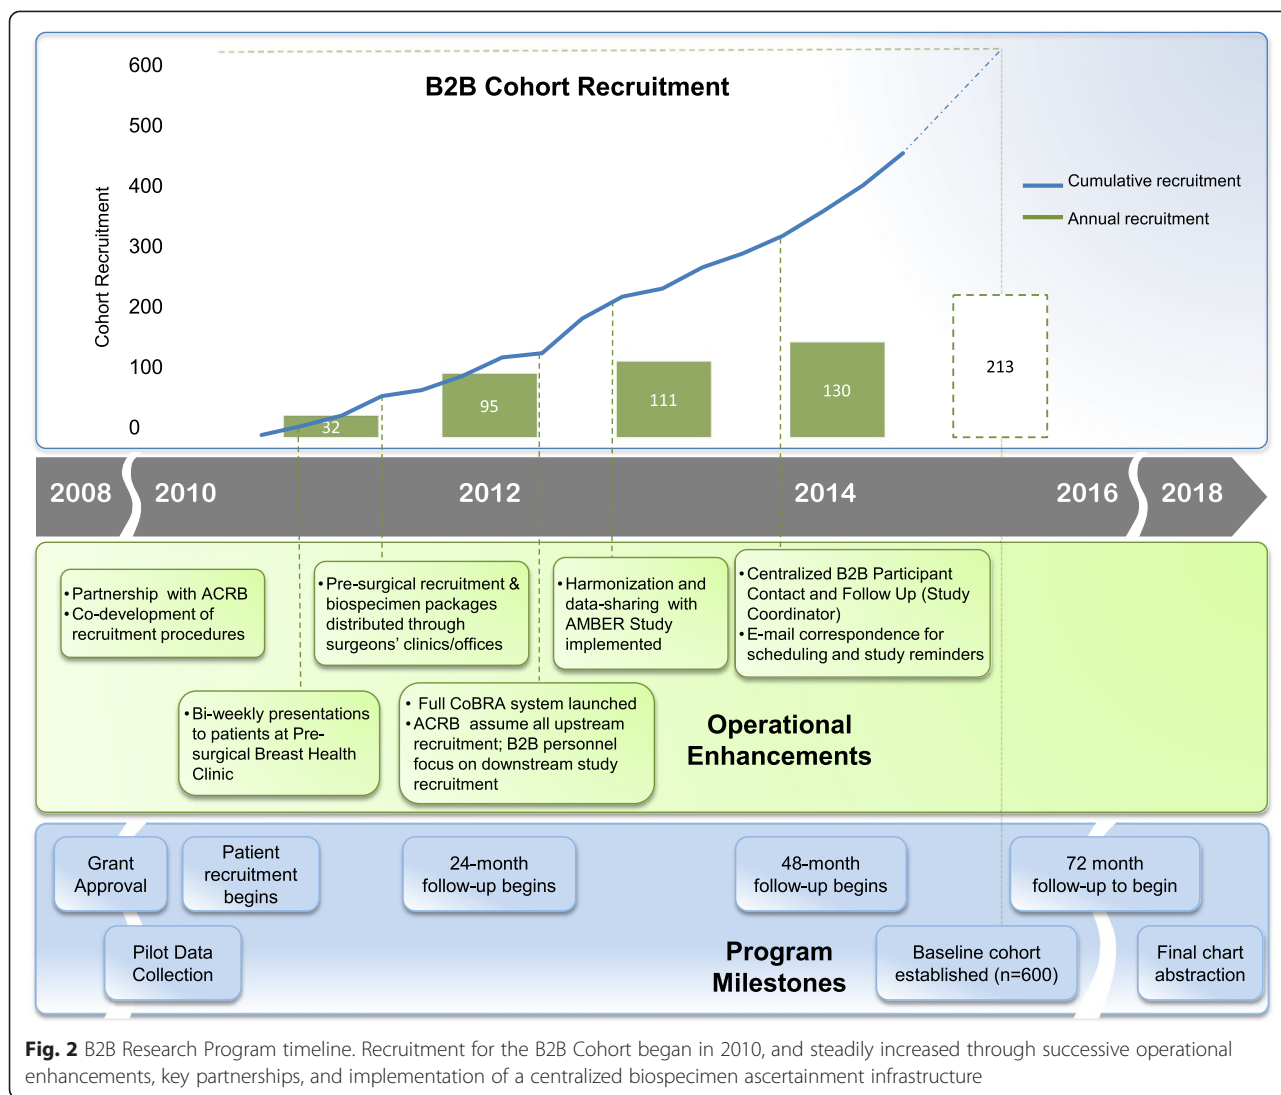 B2B Cohort Recruitment
600
500
400
300
200
100
0
Cohort Recruitment
Cumulative recruitment
Annual recruitment
32
95
111
130
213
2008
2010
2012
2014
2016
2018
• Partnership with ACRB
• Co-development of
recruitment procedures
• Pre-surgical recruitment &
biospecimen packages
distributed through
surgeons' clinics/offices
• Harmonization and
data-sharing with
AMBER Study
implemented
• Centralized B2B Participant
Contact and Follow Up (Study
Coordinator)
• E-mail correspondence for
scheduling and study reminders
• Bi-weekly presentations
to patients at Pre-
surgical Breast Health
Clinic
• Full CoBRA system launched
• ACRB assume all upstream
recruitment; B2B personnel
focus on downstream study
recruitment
Operational
Enhancements
Grant
Approval
Patient
recruitment
begins
24-month
follow-up begins
48-month
follow-up begins
72 month
follow-up to begin
Pilot Data
Collection
Program
Milestones
Baseline cohort
established (n=600)
Final chart
abstraction
Fig. 2 B2B Research Program timeline. Recruitment for the B2B Cohort began in 2010, and steadily increased through successive operational
enhancements, key partnerships, and implementation of a centralized biospecimen ascertainment infrastructure